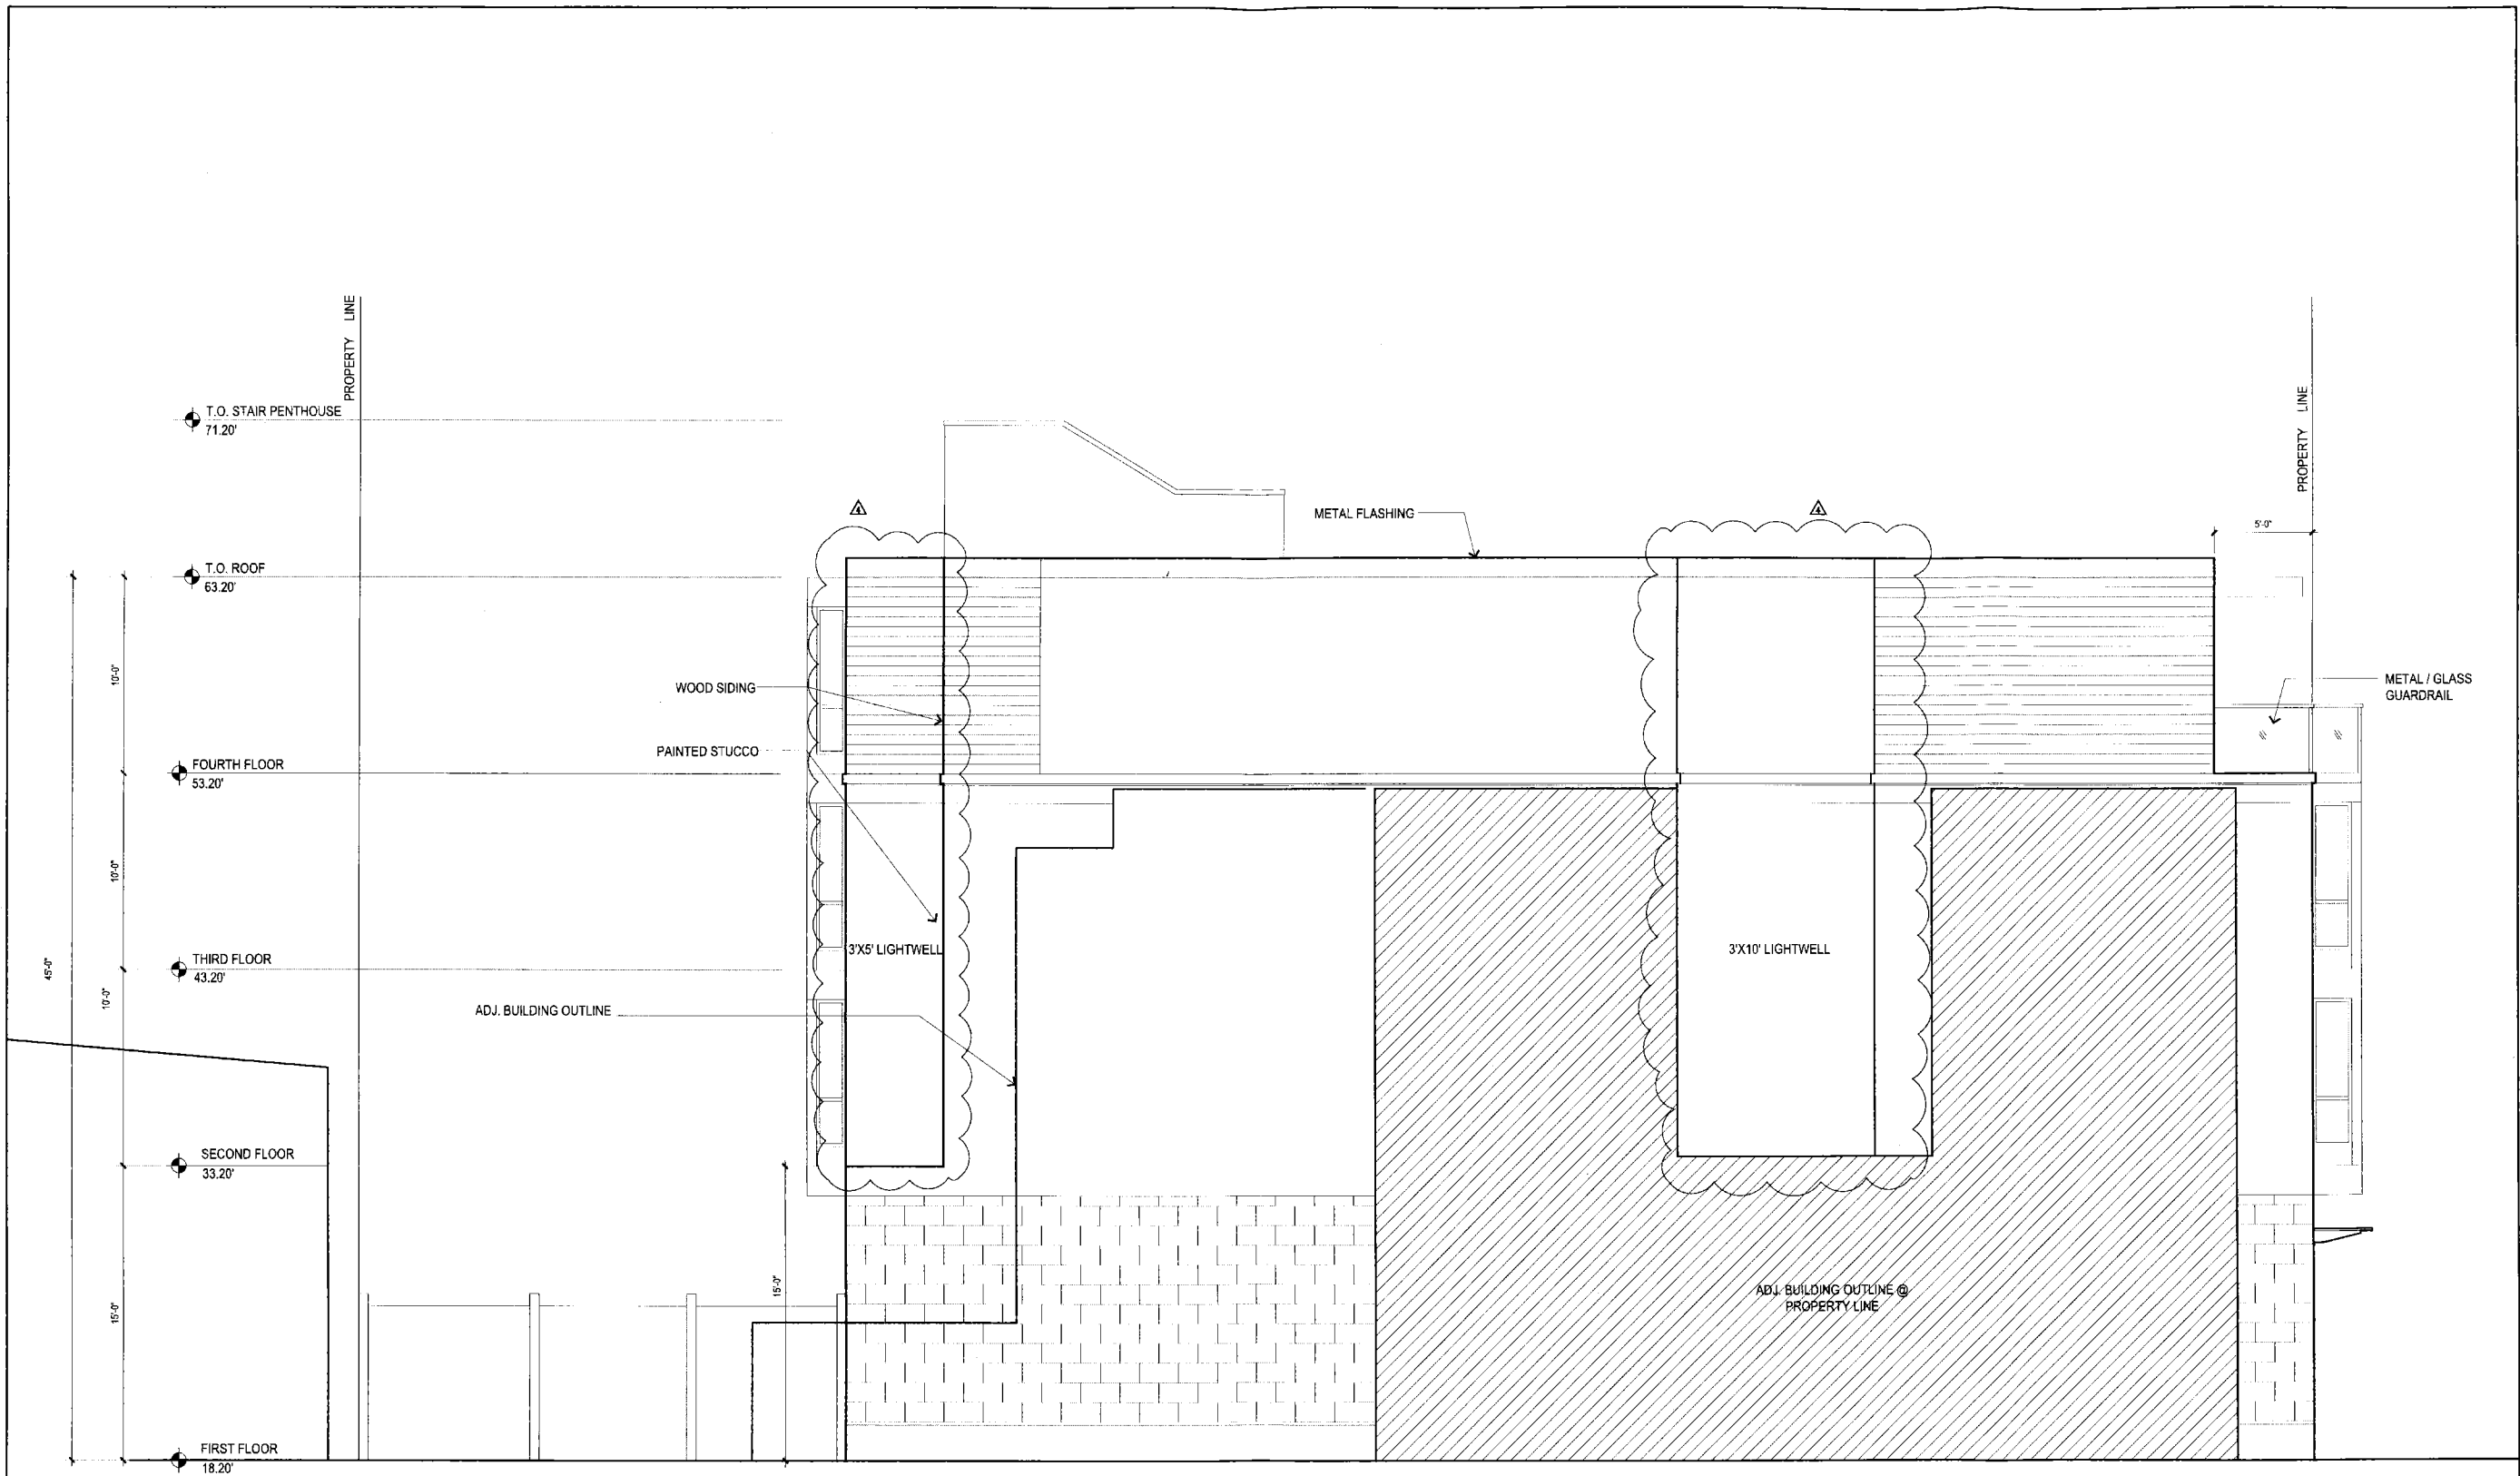 PROPERTY LINE
PROPERTY LINE
T.O. STAIR PENTHOUSE
71.20'
4
4
METAL FLASHING
5'-0"
T.O. ROOF
63.20'
10'-0"
WOOD SIDING
METAL / GLASS
GUARDRAIL
PAINTED STUCCO
FOURTH FLOOR
53.20'
10'-0"
3'X5' LIGHTWELL
3'X10' LIGHTWELL
THIRD FLOOR
43.20'
45'-0"
10'-0"
ADJ. BUILDING OUTLINE
SECOND FLOOR
33.20'
15'-0"
15'-0"
ADJ. BUILDING OUTLINE @
PROPERTY LINE
FIRST FLOOR
18.20'